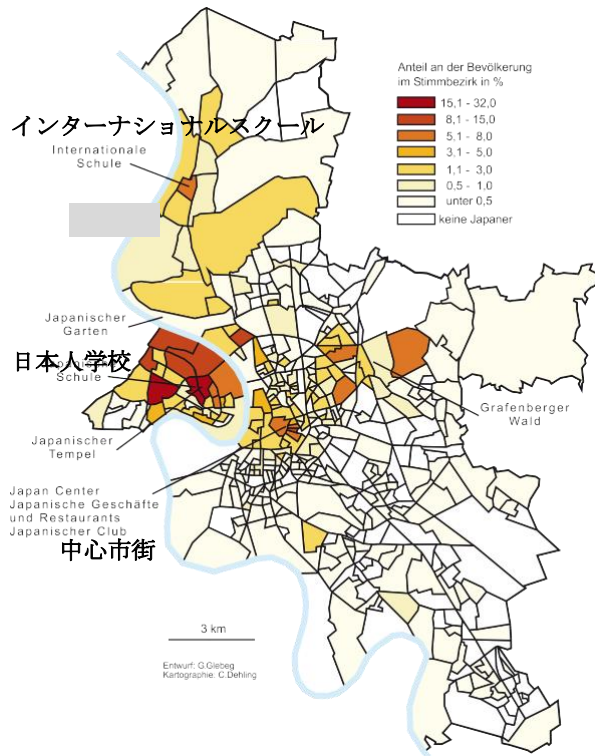 Anteil an der Bevölkerung
im Stimmbezirk in %
15,1 - 32,0
8,1 - 15,0
5,1 - 8,0
3,1 - 5,0
1,1 - 3,0
0,5 - 1,0
unter 0,5
keine Japaner
インターナショナルスクール
Internationale
Schule
Japanischer
Garten
日本人学校
Schule
Japanischer
Tempel
Grafenberger
Wald
Japan Center
Japanische Geschäfte
und Restaurants
Japanischer Club
中心市街
3 km
Entwurf: G.Glebeg
Kartographie: C.Dehling